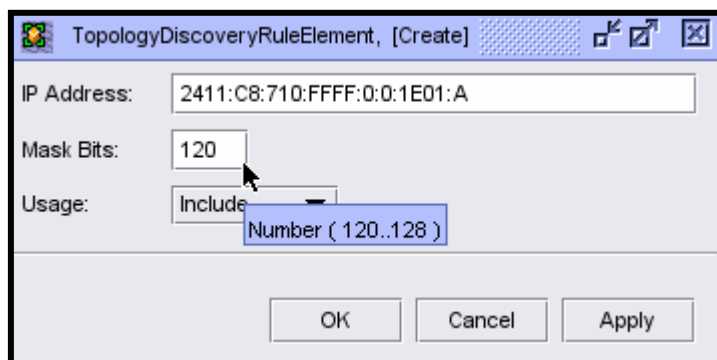 TopologyDiscoveryRuleElement, [Create]
IP Address: 2411:C8:710:FFFF:0:0:1E01:A
Mask Bits: 120
Usage: Include
Number ( 120..128 )
OK Cancel Apply